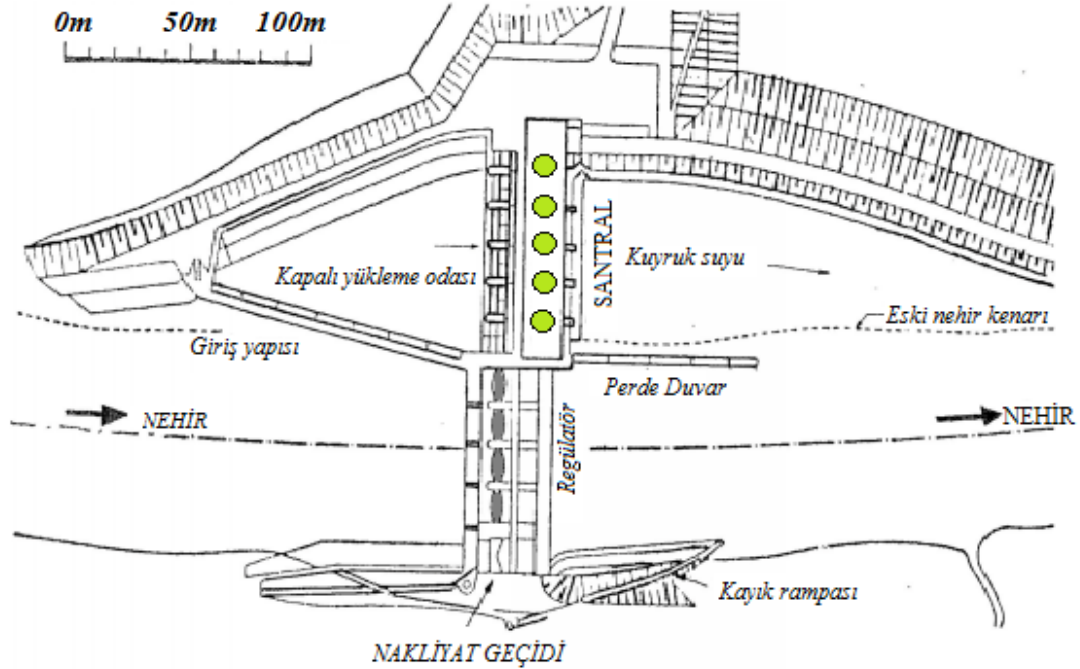 0m 50m 100m
SANTRAL
Kapalı yükleme odası
Kuyruk suyu
Eski nehir kenarı
Giriş yapısı
Perde Duvar
NEHİR
NEHİR
Regülatör
Kayık rampası
NAKLİYAT GEÇİDİ